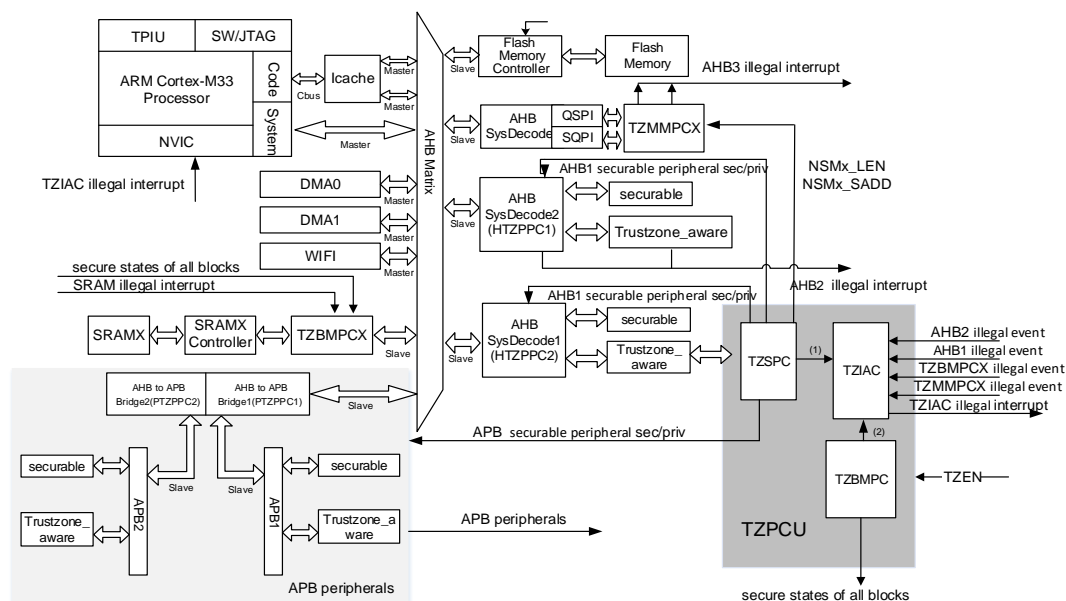 TPIU
SW/JTAG
ARM Cortex-M33
Processor
Code
System
NVIC
TZIAC illegal interrupt
Cbus
Icache
Master
Master
Master
DMA0
Master
DMA1
Master
WIFI
Master
AHB Matrix
Slave
Flash
Memory
Controller
Flash
Memory
AHB3 illegal interrupt
Slave
AHB
SysDecode
QSPI
SQPI
TZMMPCX
NSMx_LEN
NSMx_SADD
AHB1 securable peripheral sec/priv
Slave
AHB
SysDecode2
(HTZPPC1)
securable
Trustzone_aware
AHB2 illegal interrupt
secure states of all blocks
SRAM illegal interrupt
SRAMX
SRAMX
Controller
TZBMPCX
Slave
AHB1 securable peripheral sec/priv
Slave
AHB
SysDecode1
(HTZPPC2)
securable
Trustzone_
aware
TZSPC
(1)
TZIAC
AHB2 illegal event
AHB1 illegal event
TZBMPCX illegal event
TZMMPCX illegal event
TZIAC illegal interrupt
(2)
TZBMPC
TZEN
TZPCU
secure states of all blocks
AHB to APB
Bridge2(PTZPPC2)
AHB to APB
Bridge1(PTZPPC1)
Slave
APB securable peripheral sec/priv
securable
Trustzone_
aware
APB2
Slave
Slave
APB1
securable
Trustzone_a
ware
APB peripherals
APB peripherals